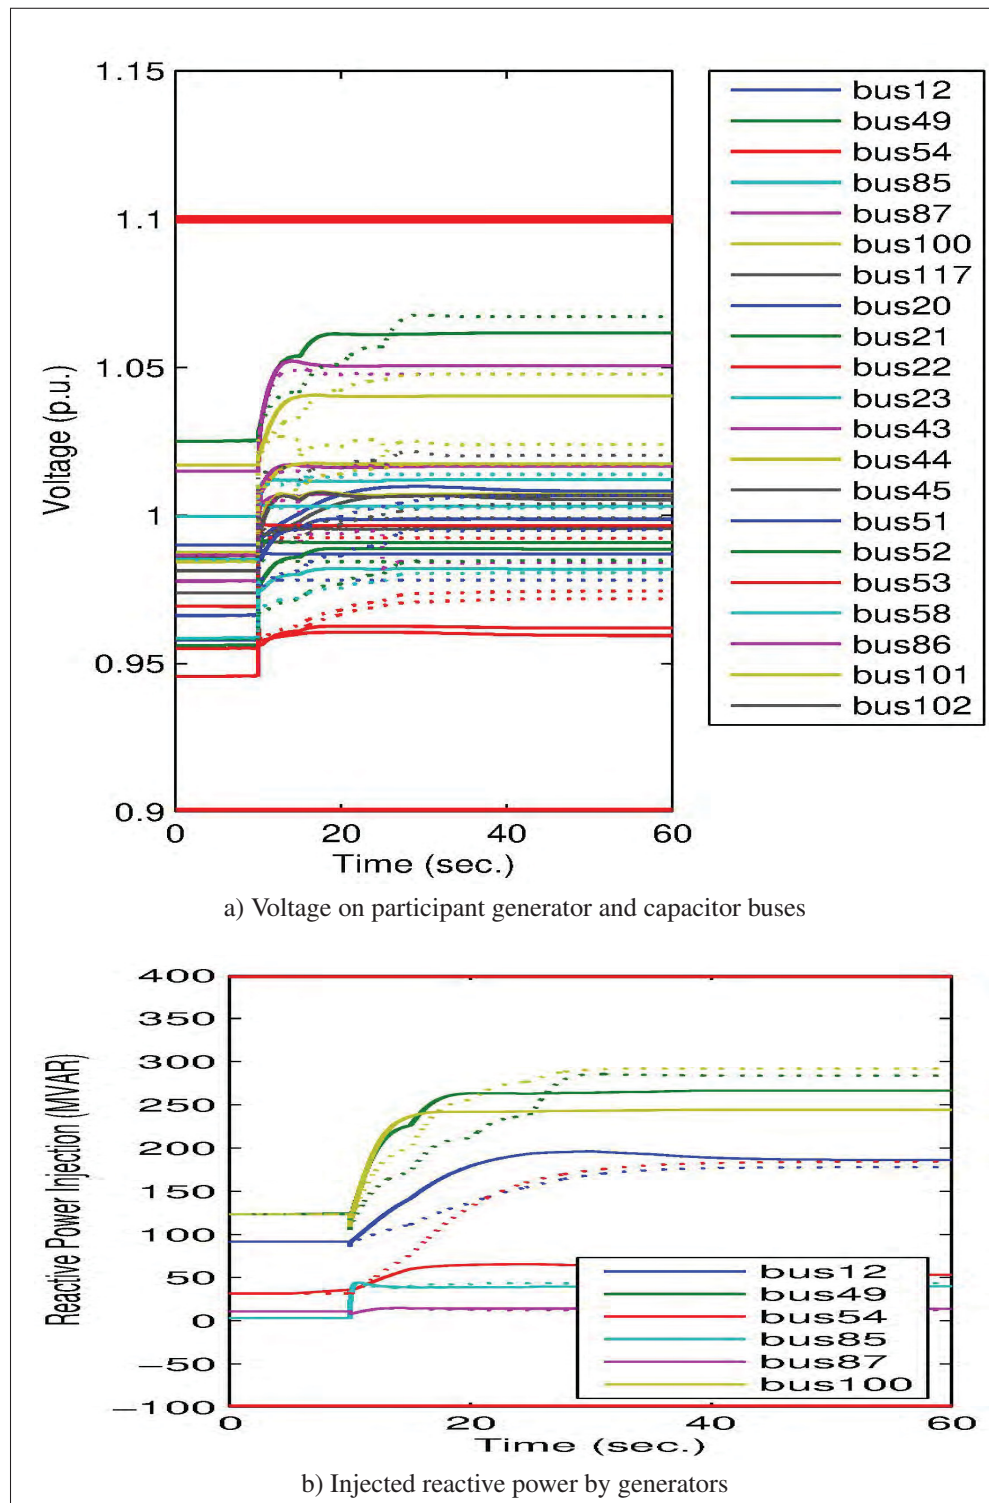 1.15
1.1
1.05
1
0.95
0.9
Voltage (p.u.)
0 20 40 60
Time (sec.)
bus12
bus49
bus54
bus85
bus87
bus100
bus117
bus20
bus21
bus22
bus23
bus43
bus44
bus45
bus51
bus52
bus53
bus58
bus86
bus101
bus102
a) Voltage on participant generator and capacitor buses
400
350
300
250
200
150
100
50
0
−50
−100
Reactive Power Injection (MVAR)
bus12
bus49
bus54
bus85
bus87
bus100
0 20 40 60
Time (sec.)
b) Injected reactive power by generators